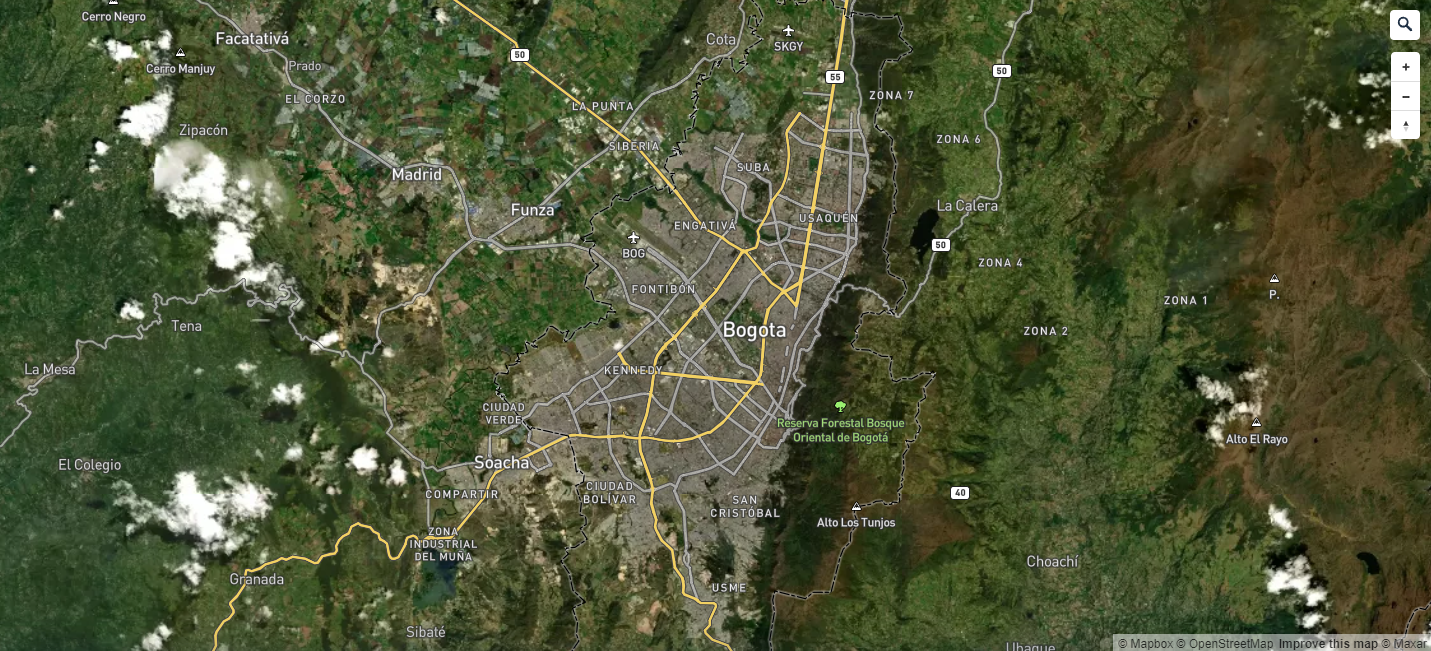 Cerro Negro
Facatativá
Cota
SKGY
50
Cerro Manjuy
Prado
50
55
ZONA 7
EL CORZO
LA PUNTA
Zipacón
SIBERIA
ZONA 6
SUBA
Madrid
Funza
ENGATIVÁ
USAQUÉN
La Calera
BOG
50
ZONA 4
FONTIBÓN
P.
ZONA 1
Tena
Bogota
ZONA 2
La Mesa
KENNEDY
CIUDAD
VERDE
Reserva Forestal Bosque
Oriental de Bogotá
Alto El Rayo
El Colegio
Soacha
COMPARTIR
CIUDAD
BOLÍVAR
SAN
CRISTÓBAL
40
Alto Los Tunjos
ZONA
INDUSTRIAL
DEL MUÑA
Choachí
Granada
USME
Sibaté
Ubaque
© Mapbox © OpenStreetMap Improve this map © Maxar